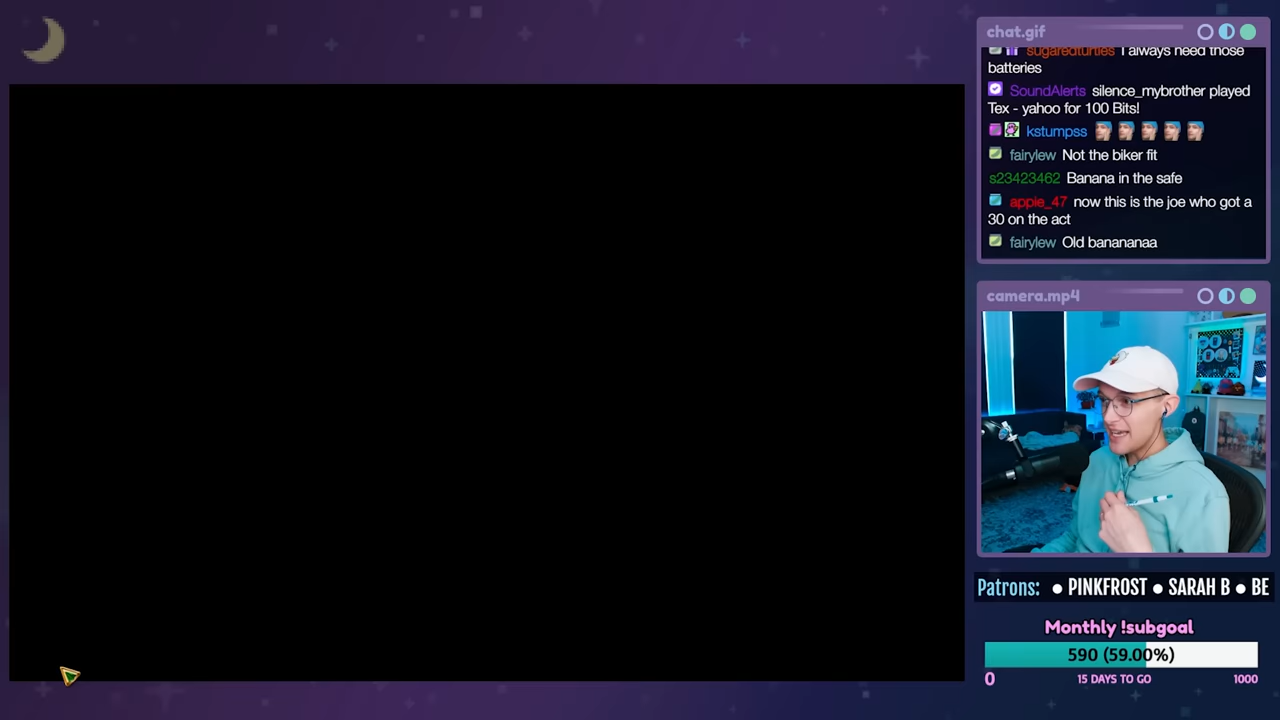 chat.gif
sugaredturtles I always need those
batteries
SoundAlerts silence_mybrother played
Tex - yahoo for 100 Bits!
kstumpss
fairylew Not the biker fit
s23423462 Banana in the safe
appie_47 now this is the joe who got a
30 on the act
fairylew Old banananaa
camera.mp4
Patrons: • PINKFROST • SARAH B • BE
Monthly !subgoal
590 (59.00%)
0 15 DAYS TO GO 1000